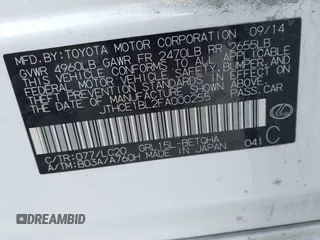 MFD. BY: TOYOTA MOTOR CORPORATION 09/14
GVWR 4960LB GAWR FR 2470LB RR 2655LB
THIS VEHICLE CONFORMS TO ALL APPLICABLE
FEDERAL MOTOR VEHICLE SAFETY, BUMPER, AND
THEFT PREVENTION STANDARDS IN EFFECT ON
THE DATE OF MANUFACTURE SHOWN ABOVE.
JTHCE1BL2FA000255 PASS. CAR
C/TR: 077/LC20 GRL15L-BETQHA
A/TM: B03A/A760H MADE IN JAPAN 041 C
DEALERSHIP.ORG